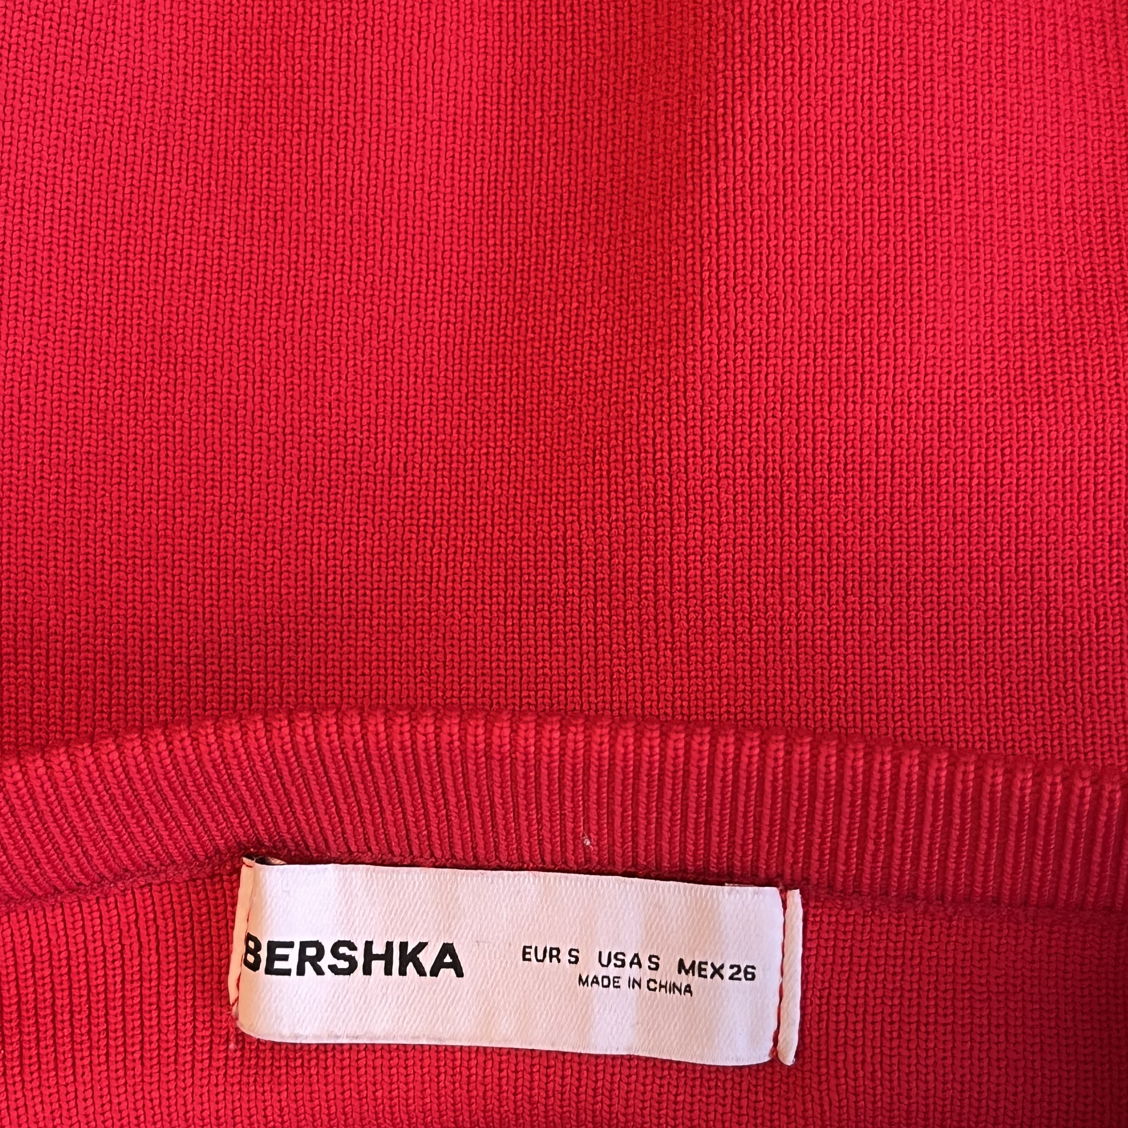 BERSHKA
EUR S USA S MEX 26
MADE IN CHINA